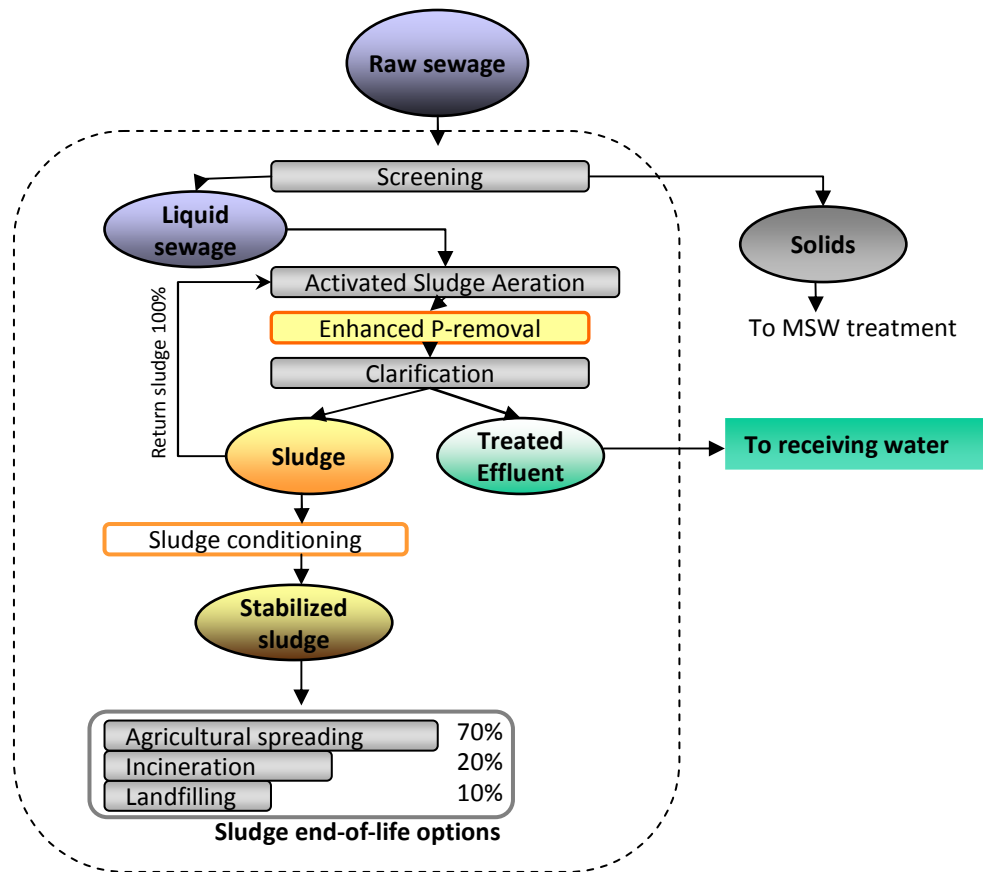 Raw sewage
Screening
Liquid
sewage
Solids
Activated Sludge Aeration
To MSW treatment
Enhanced P-removal
Return sludge 100%
Clarification
Sludge
Treated
Effluent
To receiving water
Sludge conditioning
Stabilized
sludge
Agricultural spreading 70%
Incineration 20%
Landfilling 10%
Sludge end-of-life options